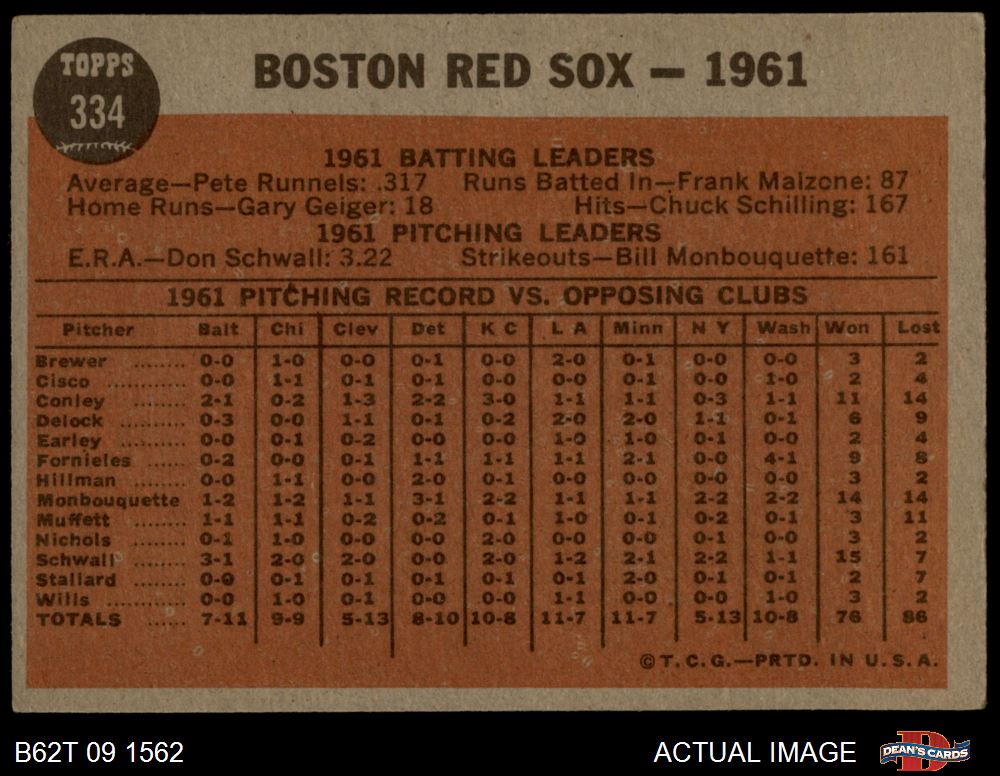 TOPPS
334
BOSTON RED SOX — 1961
1961 BATTING LEADERS
Average—Pete Runnels: .317 Runs Batted In—Frank Malzone: 87
Home Runs—Gary Geiger: 18 Hits—Chuck Schilling: 167
1961 PITCHING LEADERS
E.R.A.—Don Schwall: 3.22 Strikeouts—Bill Monbouquette: 161
1961 PITCHING RECORD VS. OPPOSING CLUBS
Pitcher Balt Chi Clev Det K C L A Minn N Y Wash Won Lost
Brewer ........ 0-0 1-0 0-0 0-1 0-0 2-0 0-1 0-0 0-0 3 2
Cisco ............ 0-0 1-1 0-1 0-1 0-0 0-0 0-1 0-0 1-0 2 4
Conley ......... 2-1 0-2 1-3 2-2 3-0 1-1 1-1 0-3 1-1 11 14
Delock ......... 0-3 0-0 1-1 0-1 0-2 2-0 2-0 1-1 0-1 6 9
Earley .......... 0-0 0-1 0-2 0-0 0-0 1-0 1-0 0-1 0-0 2 4
Fornieles ...... 0-2 0-0 0-1 1-1 1-1 1-1 2-1 0-0 4-1 9 8
Hillman ........ 0-0 1-1 0-0 2-0 0-1 0-0 0-0 0-0 0-0 3 2
Monbouquette 1-2 1-2 1-1 3-1 2-2 1-1 1-1 2-2 2-2 14 14
Muffett ......... 1-1 1-1 0-2 0-2 0-1 1-0 0-1 0-2 0-1 3 11
Nichols ......... 0-1 1-0 0-0 0-0 2-0 0-0 0-0 0-1 0-0 3 2
Schwall ........ 3-1 2-0 2-0 0-0 2-0 1-2 2-1 2-2 1-1 15 7
Stallard ........ 0-0 0-1 0-1 0-1 0-1 0-1 2-0 0-1 0-1 2 7
Wills ............ 0-0 1-0 0-1 0-0 0-0 1-1 0-0 0-0 1-0 3 2
TOTALS ...... 7-11 9-9 5-13 8-10 10-8 11-7 11-7 5-13 10-8 76 86
©T.C.G.—PRTD. IN U.S.A.
B62T 09 1562 ACTUAL IMAGE DEAN'S CARDS